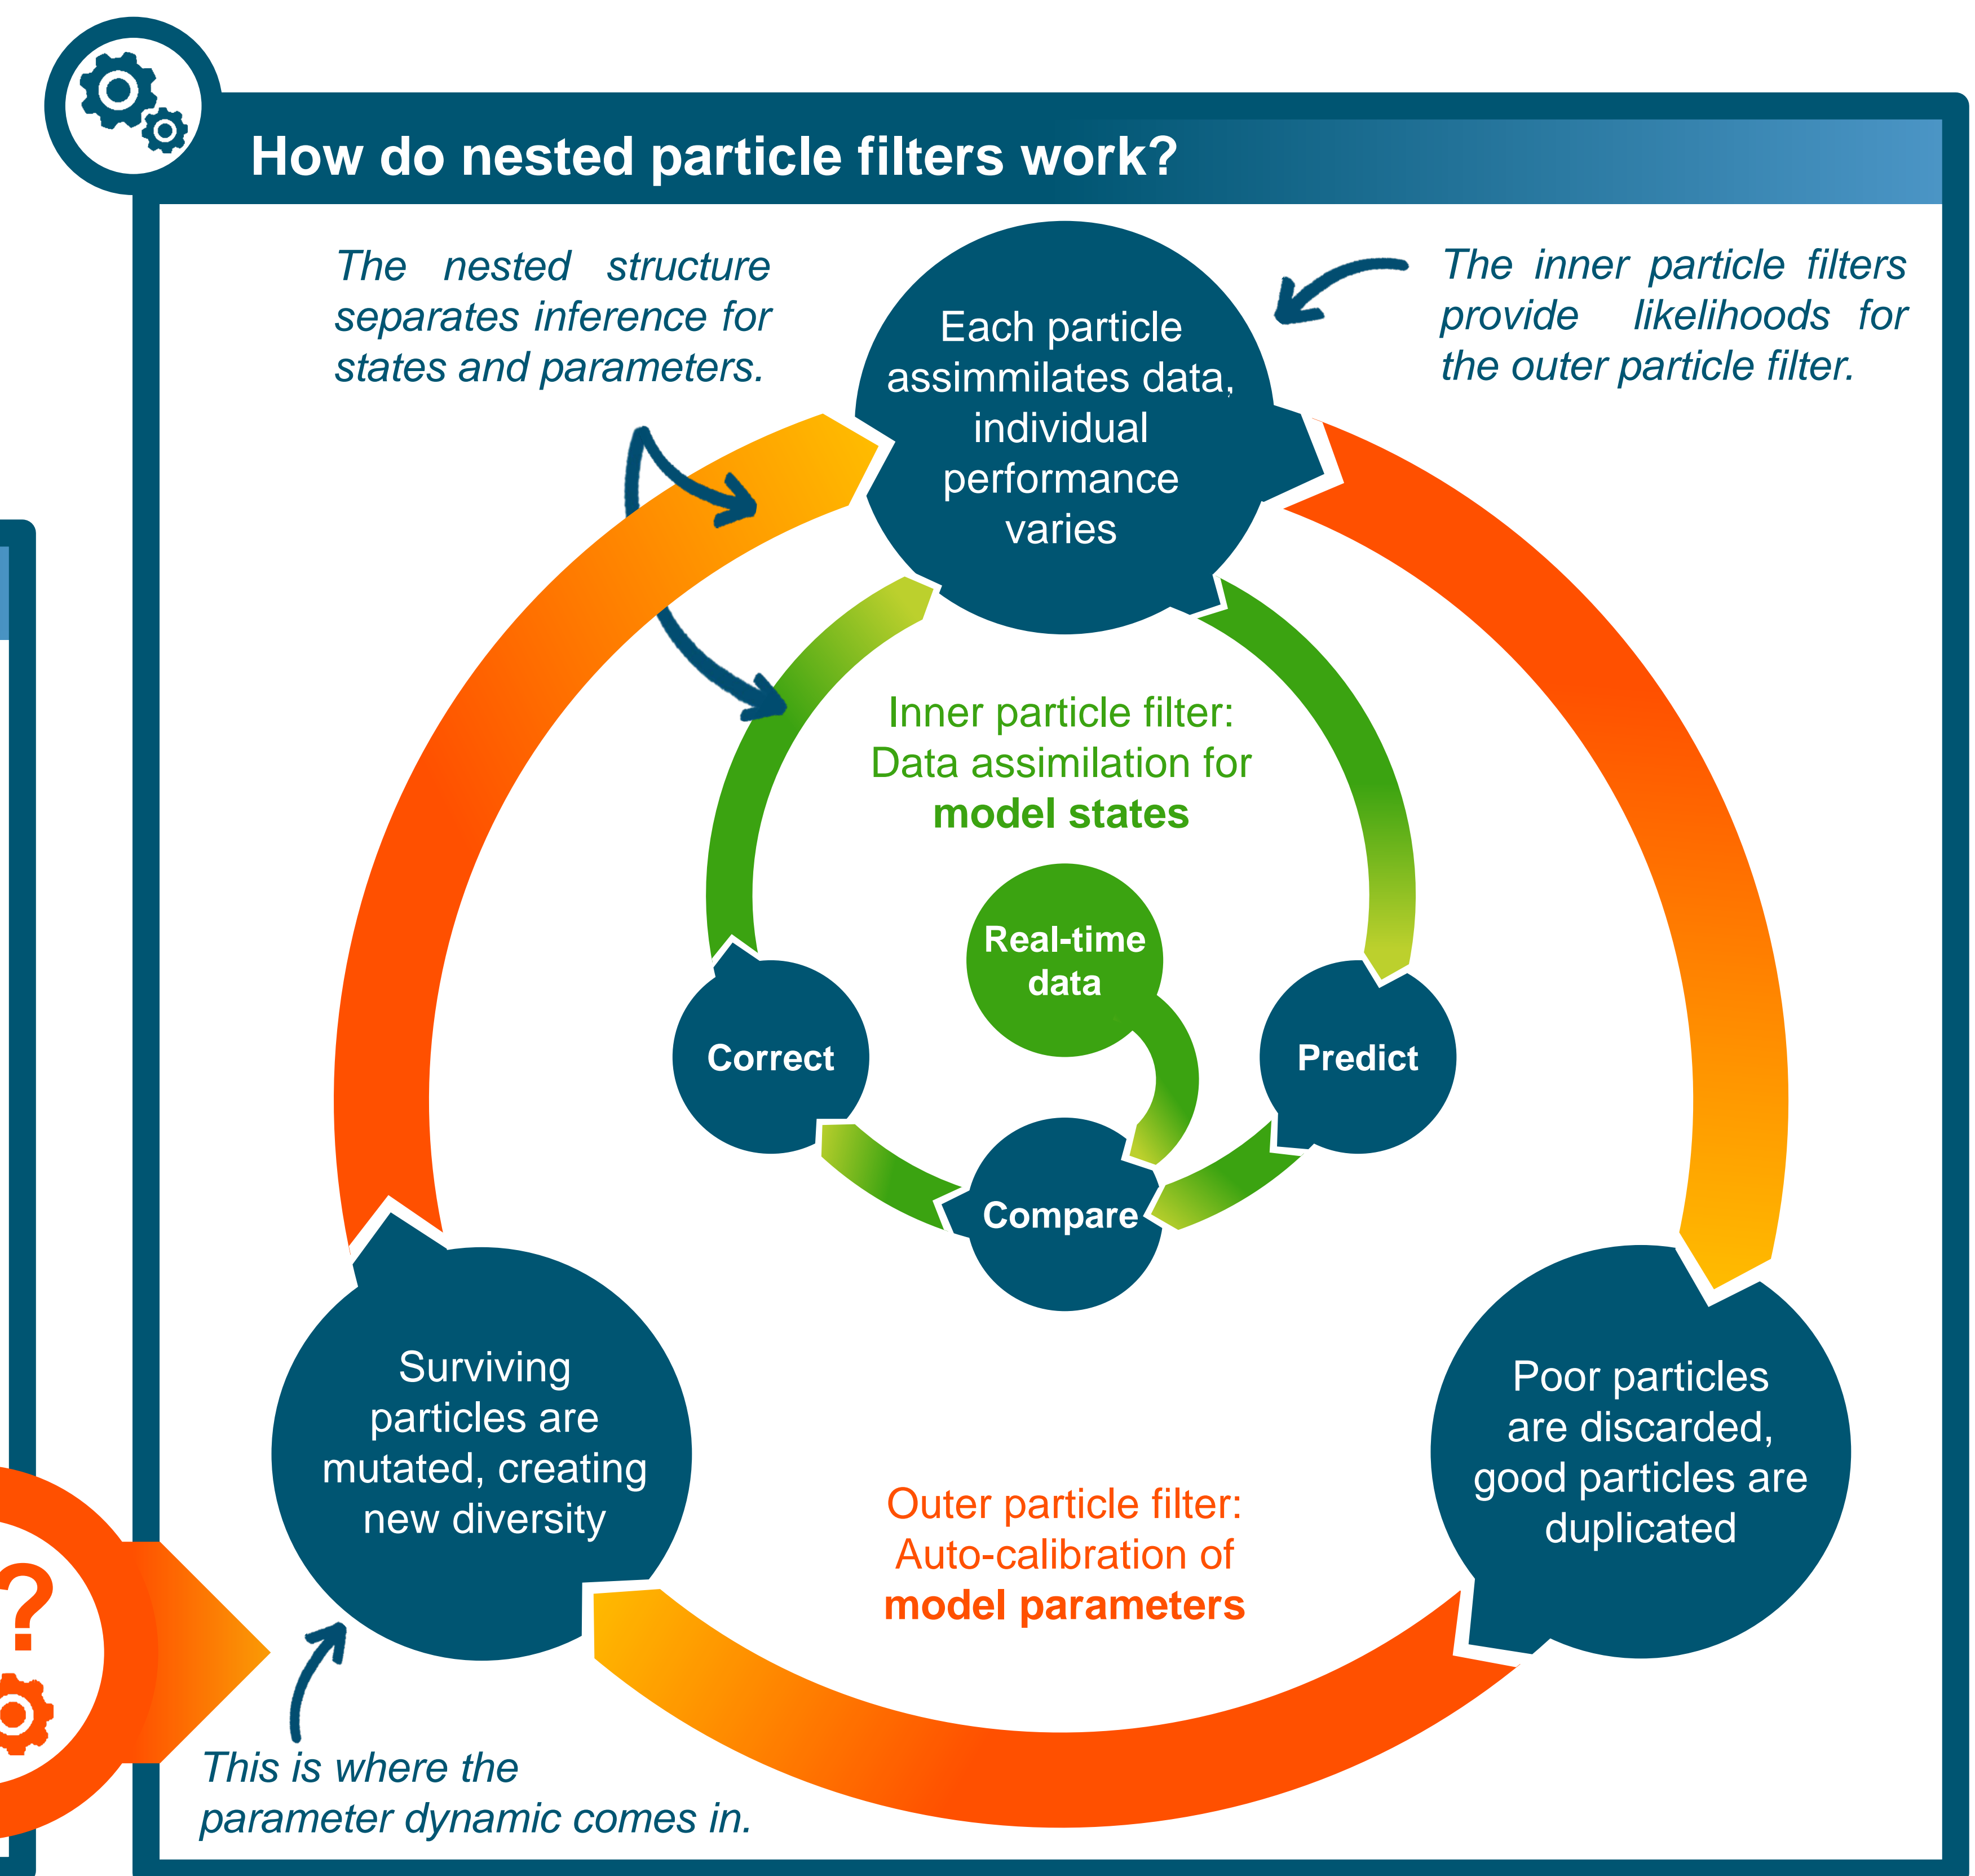 How do nested particle filters work?
The nested structure
separates inference for
states and parameters.
The inner particle filters
provide likelihoods for
the outer particle filter.
Each particle
assimmilates data,
individual
performance
varies
Inner particle filter:
Data assimilation for
model states
Real-time
data
Correct
Predict
Compare
Surviving
particles are
mutated, creating
new diversity
Poor particles
are discarded,
good particles are
duplicated
Outer particle filter:
Auto-calibration of
model parameters
?
This is where the
parameter dynamic comes in.